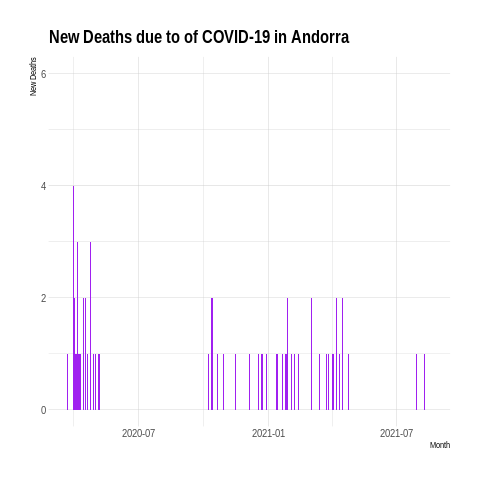 New Deaths due to of COVID-19 in Andorra
New Deaths
6
4
2
0
2020-07 2021-01 2021-07
Month